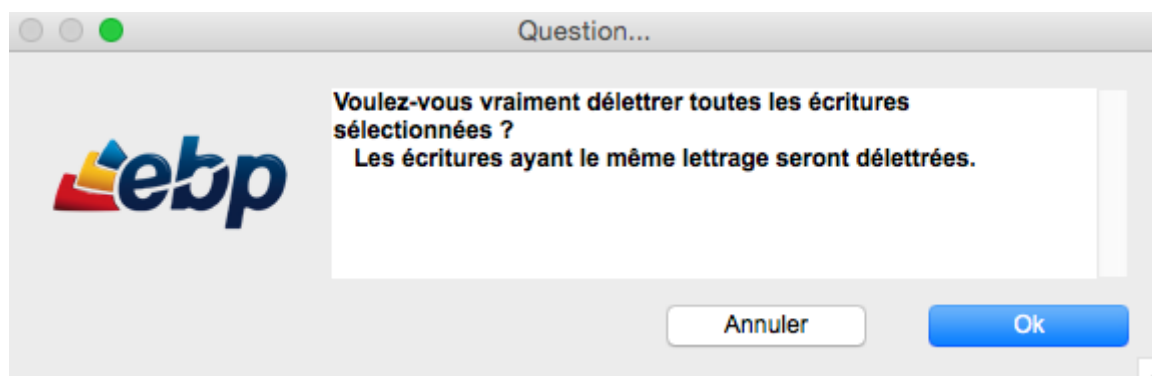 Question...
Voulez-vous vraiment délettrer toutes les écritures
sélectionnées ?
Les écritures ayant le même lettrage seront délettrées.
ebp
Annuler
Ok